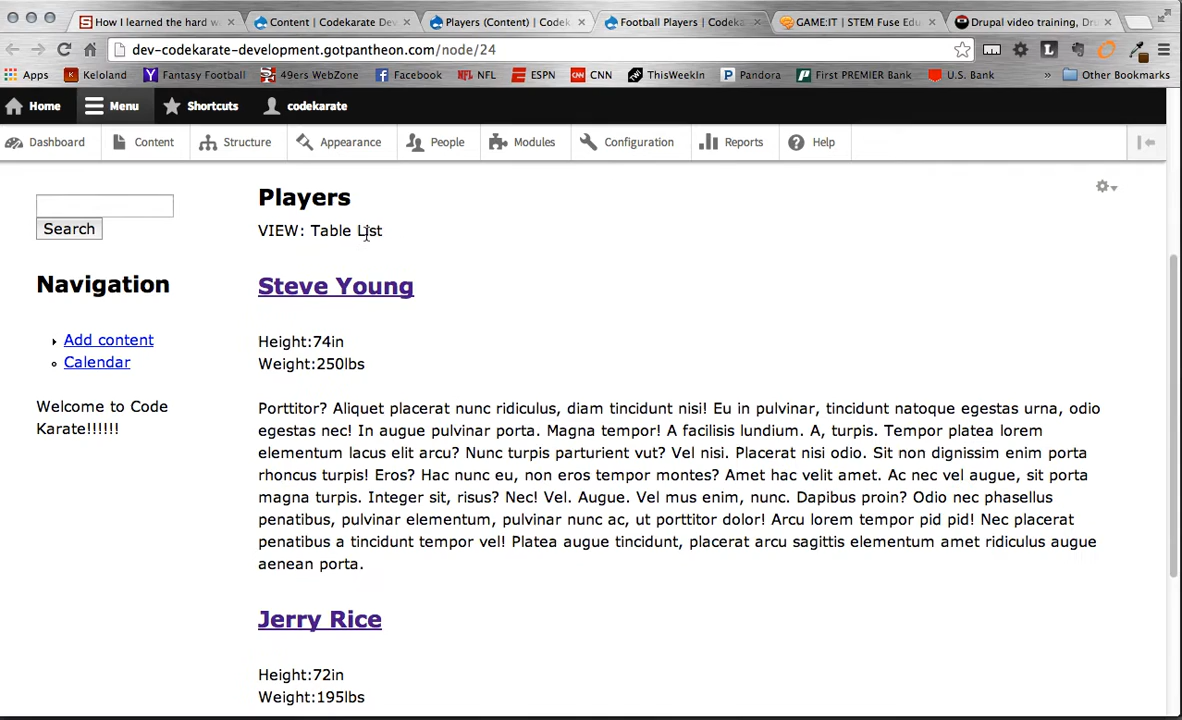 How I learned the hard w
Content | Codekarate Dev
Players (Content) | Codek
Football Players | Codeka
GAME:IT | STEM Fuse Edu
Drupal video training, Dru
dev-codekarate-development.gotpantheon.com/node/24
Apps Keloland Fantasy Football 49ers WebZone Facebook NFL ESPN CNN ThisWeekIn Pandora First PREMIER Bank U.S. Bank » Other Bookmarks
Home Menu Shortcuts codekarate
Dashboard Content Structure Appearance People Modules Configuration Reports Help
Search
Navigation
Add content
Calendar
Welcome to Code
Karate!!!!!!
Players
VIEW: Table List
Steve Young
Height:74in
Weight:250lbs
Porttitor? Aliquet placerat nunc ridiculus, diam tincidunt nisi! Eu in pulvinar, tincidunt natoque egestas urna, odio
egestas nec! In augue pulvinar porta. Magna tempor! A facilisis lundium. A, turpis. Tempor platea lorem
elementum lacus elit arcu? Nunc turpis parturient vut? Vel nisi. Placerat nisi odio. Sit non dignissim enim porta
rhoncus turpis! Eros? Hac nunc eu, non eros tempor montes? Amet hac velit amet. Ac nec vel augue, sit porta
magna turpis. Integer sit, risus? Nec! Vel. Augue. Vel mus enim, nunc. Dapibus proin? Odio nec phasellus
penatibus, pulvinar elementum, pulvinar nunc ac, ut porttitor dolor! Arcu lorem tempor pid pid! Nec placerat
penatibus a tincidunt tempor vel! Platea augue tincidunt, placerat arcu sagittis elementum amet ridiculus augue
aenean porta.
Jerry Rice
Height:72in
Weight:195lbs